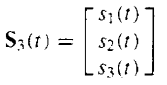 S₃(t) = [ s₁(t)
s₂(t)
s₃(t) ]